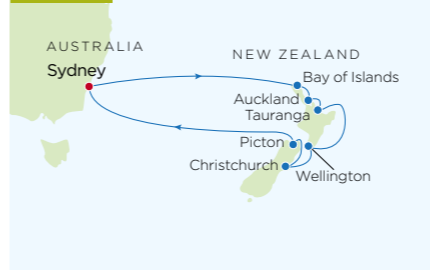 AUSTRALIA
Sydney
NEW ZEALAND
Bay of Islands
Auckland
Tauranga
Picton
Christchurch
Wellington